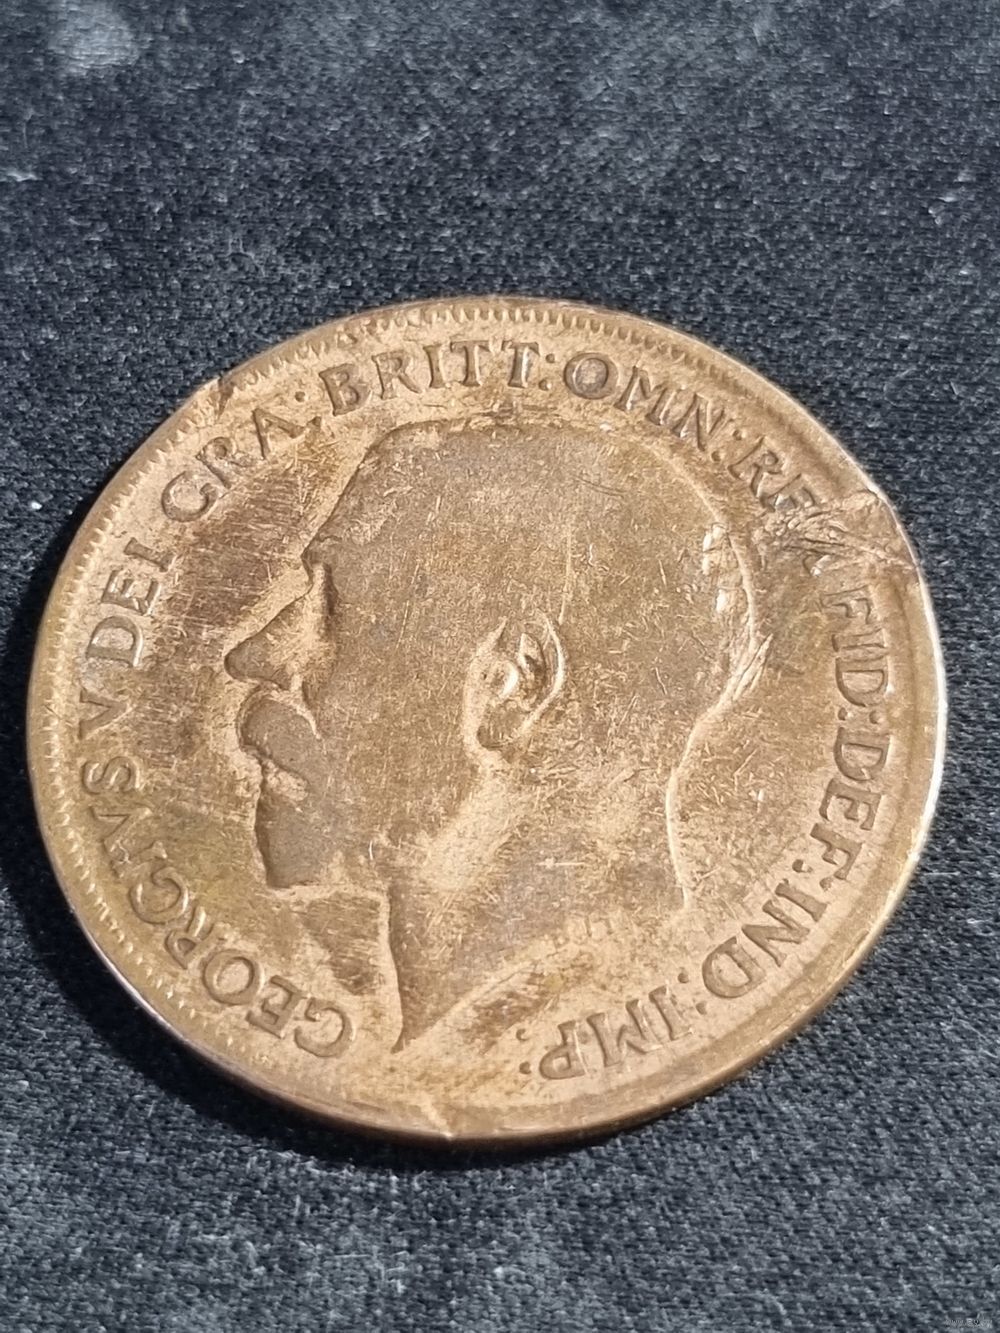 GEORGIVS V DEI GRA: BRITT: OMN: REX FID: DEF: IND: IMP: